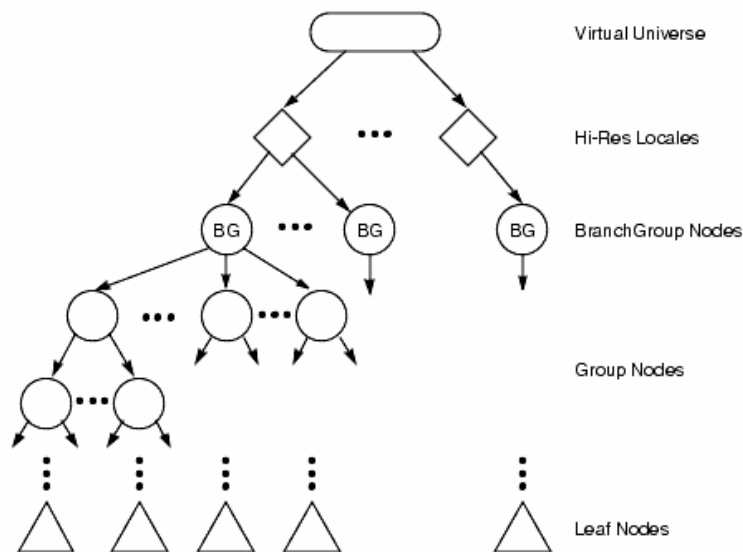 Virtual Universe
Hi-Res Locales
BG
BG
BG
BranchGroup Nodes
Group Nodes
Leaf Nodes